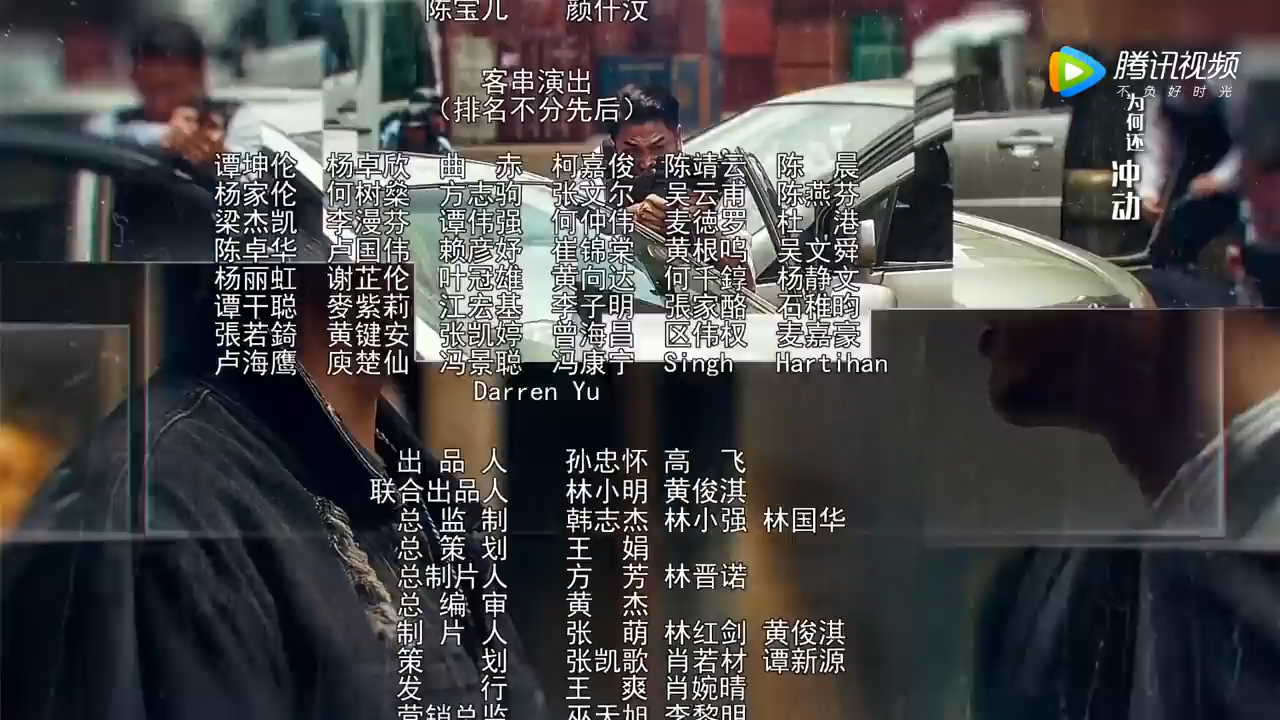 陈宝儿 颜仟汶
客串演出
（排名不分先后）
谭坤伦 杨卓欣 曲 赤 柯嘉俊 陈靖云 陈 晨
杨家伦 何树燊 方志驹 张文尔 吴云甫 陈燕芬
梁杰凯 李漫芬 谭伟强 何仲伟 麦德罗 杜 港
陈卓华 卢国伟 赖彦妤 崔锦棠 黄根鸣 吴文舜
杨丽虹 谢芷伦 叶冠雄 黄向达 何千錞 杨静文
谭干聪 麥紫莉 江宏基 李子明 張家酩 石稚昀
張若錡 黄键安 张凯婷 曾海昌 区伟权 麦嘉豪
卢海鹰 庾楚仙 冯景聪 冯康宁 Singh Hartihan
Darren Yu
出品人 孙忠怀 高 飞
联合出品人 林小明 黄俊淇
总监制 韩志杰 林小强 林国华
总策划 王 娟
总制片人 方 芳 林晋诺
总编审 黄 杰
制片人 张 萌 林红剑 黄俊淇
策划 张凯歌 肖若材 谭新源
发行 王 爽 肖婉晴
营销总监 巫天旭 李黎明
腾讯视频
不负好时光
为何还
冲动